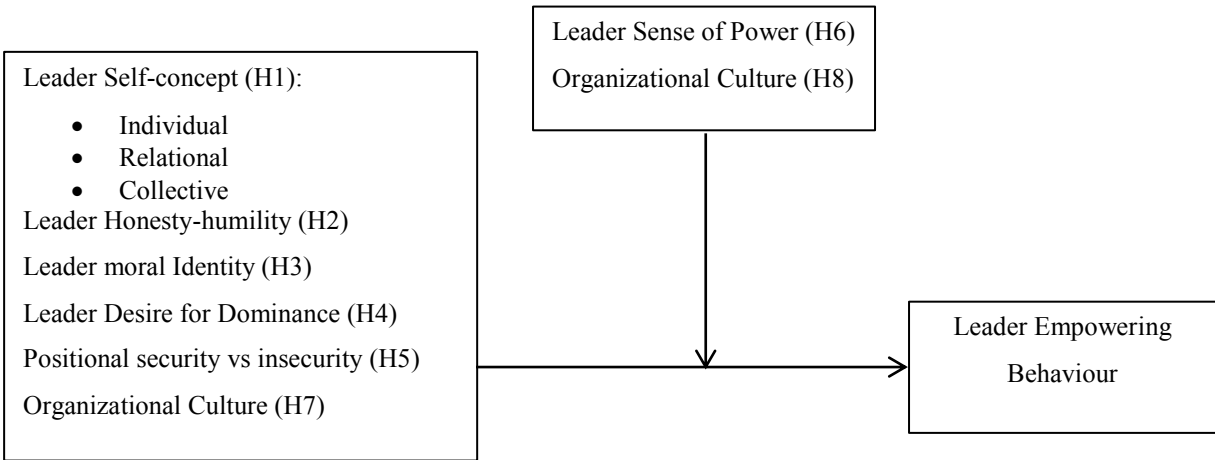 Leader Sense of Power (H6)
Organizational Culture (H8)
Leader Self-concept (H1):
• Individual
• Relational
• Collective
Leader Honesty-humility (H2)
Leader moral Identity (H3)
Leader Desire for Dominance (H4)
Positional security vs insecurity (H5)
Organizational Culture (H7)
Leader Empowering
Behaviour